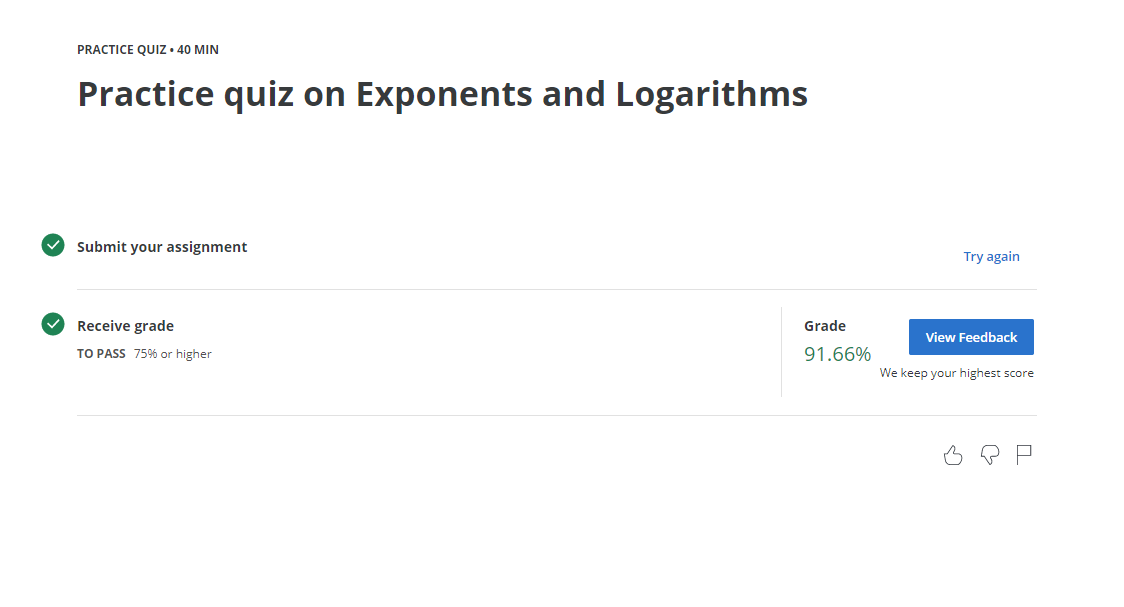 PRACTICE QUIZ • 40 MIN
Practice quiz on Exponents and Logarithms
Submit your assignment
Try again
Receive grade
TO PASS 75% or higher
Grade
91.66%
View Feedback
We keep your highest score